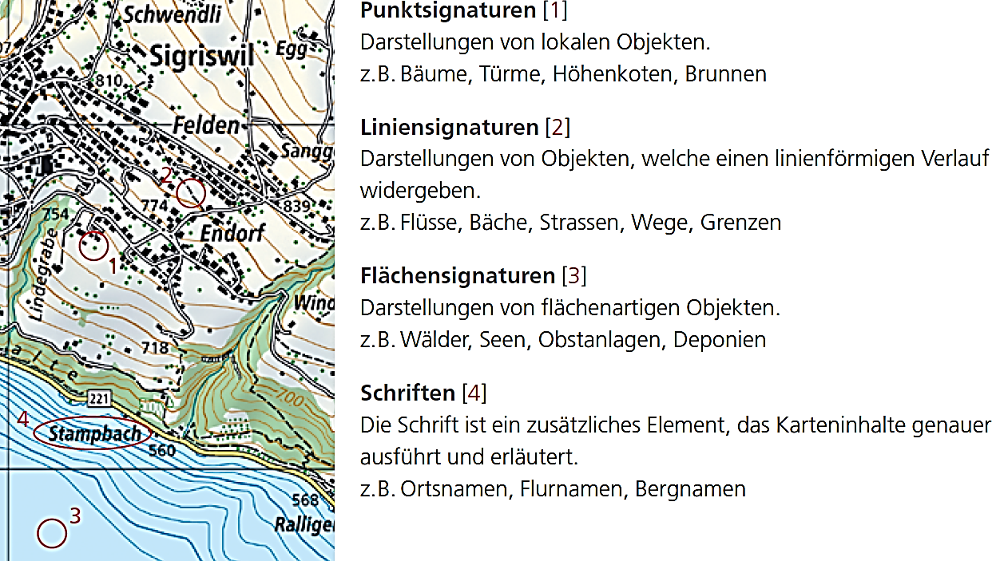 Schwendli
Sigriswil
Egg
07
810
Felden
Sangg
2
774
839
754
Endorf
1
Lindegrabe
Wind
718
alte
221
700
4
Stampbach
560
568
3
Rallige
Punktsignaturen [1]
Darstellungen von lokalen Objekten.
z.B. Bäume, Türme, Höhenkoten, Brunnen
Liniensignaturen [2]
Darstellungen von Objekten, welche einen linienförmigen Verlauf
widergeben.
z.B. Flüsse, Bäche, Strassen, Wege, Grenzen
Flächensignaturen [3]
Darstellungen von flächenartigen Objekten.
z.B. Wälder, Seen, Obstanlagen, Deponien
Schriften [4]
Die Schrift ist ein zusätzliches Element, das Karteninhalte genauer
ausführt und erläutert.
z.B. Ortsnamen, Flurnamen, Bergnamen